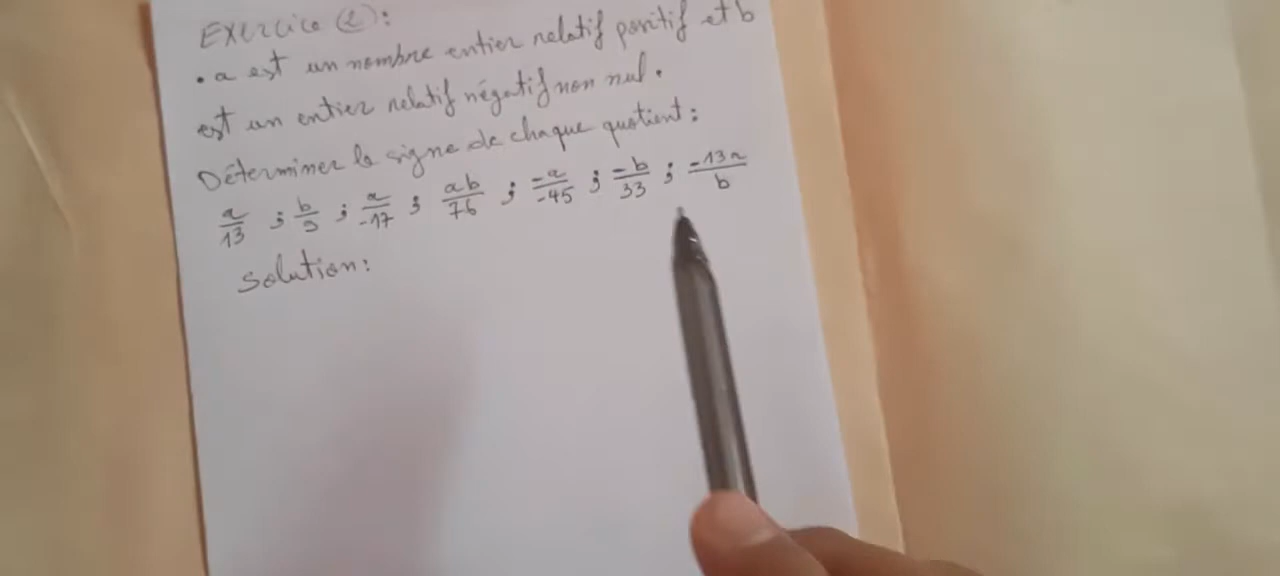 Exercice (2):
• a est un nombre entier relatif positif et b
est un entier relatif négatif non nul.
Déterminer le signe de chaque quotient:
a/13 ; b/9 ; a/-17 ; ab/76 ; -a/-45 ; -b/33 ; -13a/b
Solution: